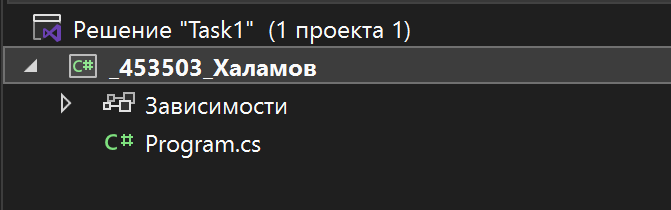 Решение "Task1" (1 проекта 1)
C# _453503_Халамов
Зависимости
C# Program.cs